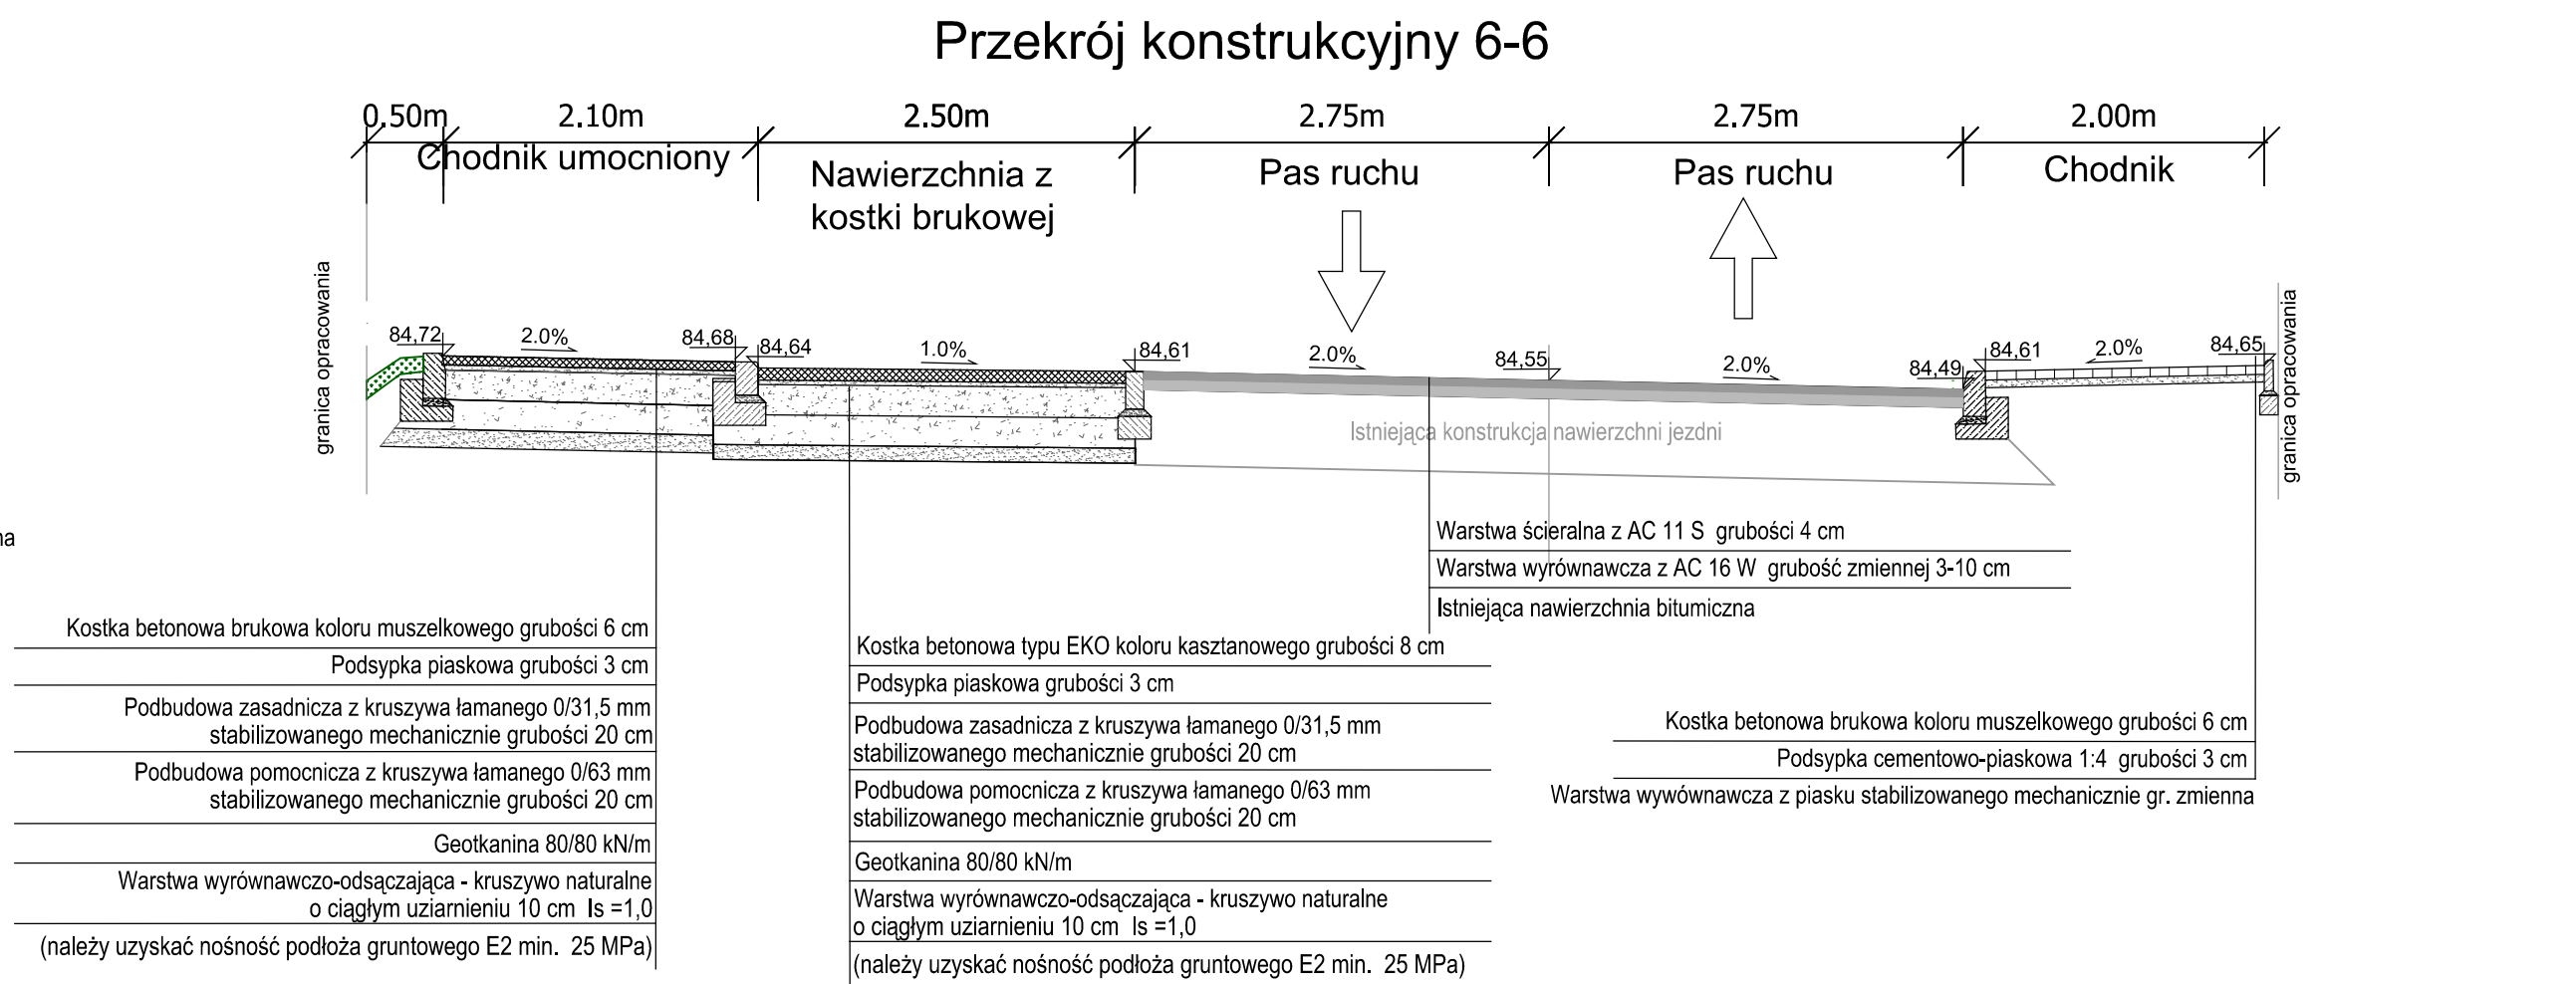 Przekrój konstrukcyjny 6-6
0.50m 2.10m 2.50m 2.75m 2.75m 2.00m
Chodnik umocniony
Nawierzchnia z
kostki brukowej
Pas ruchu
Pas ruchu
Chodnik
granica opracowania
84,72
2.0%
84,68
84,64
1.0%
84,61
2.0%
84,55
2.0%
84,49
84,61
2.0%
84,65
granica opracowania
Istniejąca konstrukcja nawierzchni jezdni
na
Warstwa ścieralna z AC 11 S grubości 4 cm
Warstwa wyrównawcza z AC 16 W grubość zmiennej 3-10 cm
Istniejąca nawierzchnia bitumiczna
Kostka betonowa brukowa koloru muszelkowego grubości 6 cm
Podsypka piaskowa grubości 3 cm
Podbudowa zasadnicza z kruszywa łamanego 0/31,5 mm
stabilizowanego mechanicznie grubości 20 cm
Podbudowa pomocnicza z kruszywa łamanego 0/63 mm
stabilizowanego mechanicznie grubości 20 cm
Geotkanina 80/80 kN/m
Warstwa wyrównawczo-odsączająca - kruszywo naturalne
o ciągłym uziarnieniu 10 cm Is =1,0
(należy uzyskać nośność podłoża gruntowego E2 min. 25 MPa)
Kostka betonowa typu EKO koloru kasztanowego grubości 8 cm
Podsypka piaskowa grubości 3 cm
Podbudowa zasadnicza z kruszywa łamanego 0/31,5 mm
stabilizowanego mechanicznie grubości 20 cm
Podbudowa pomocnicza z kruszywa łamanego 0/63 mm
stabilizowanego mechanicznie grubości 20 cm
Geotkanina 80/80 kN/m
Warstwa wyrównawczo-odsączająca - kruszywo naturalne
o ciągłym uziarnieniu 10 cm Is =1,0
(należy uzyskać nośność podłoża gruntowego E2 min. 25 MPa)
Kostka betonowa brukowa koloru muszelkowego grubości 6 cm
Podsypka cementowo-piaskowa 1:4 grubości 3 cm
Warstwa wywównawcza z piasku stabilizowanego mechanicznie gr. zmienna